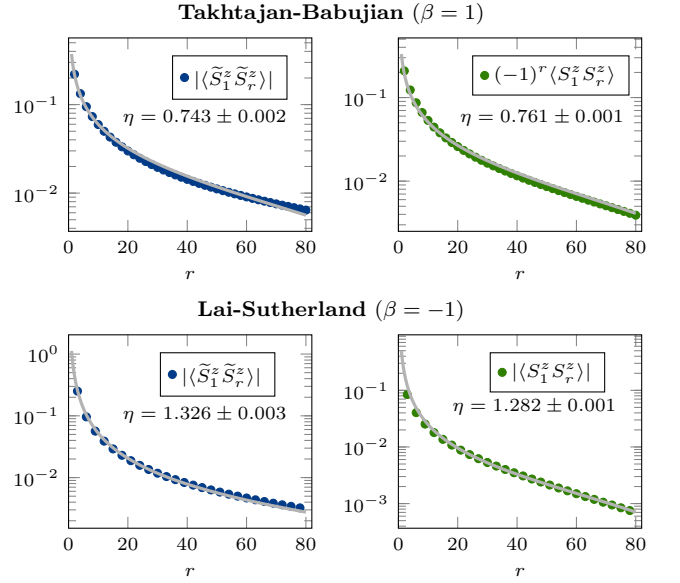 Takhtajan-Babujian (β = 1)
|⟨S̃₁ᶻ S̃ᵣᶻ⟩|
η = 0.743 ± 0.002
10⁻¹
10⁻²
0 20 40 60 80
r
(−1)ʳ⟨S₁ᶻ Sᵣᶻ⟩
η = 0.761 ± 0.001
10⁻¹
10⁻²
0 20 40 60 80
r
Lai-Sutherland (β = −1)
|⟨S̃₁ᶻ S̃ᵣᶻ⟩|
η = 1.326 ± 0.003
10⁰
10⁻¹
10⁻²
0 20 40 60 80
r
|⟨S₁ᶻ Sᵣᶻ⟩|
η = 1.282 ± 0.001
10⁻¹
10⁻²
10⁻³
0 20 40 60 80
r